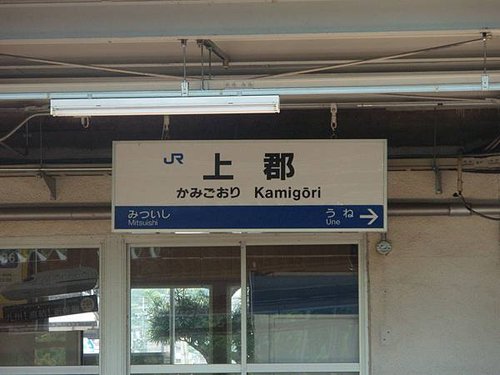 JR 上郡
かみごおり Kamigōri
みついし うね →
Mitsuishi Une